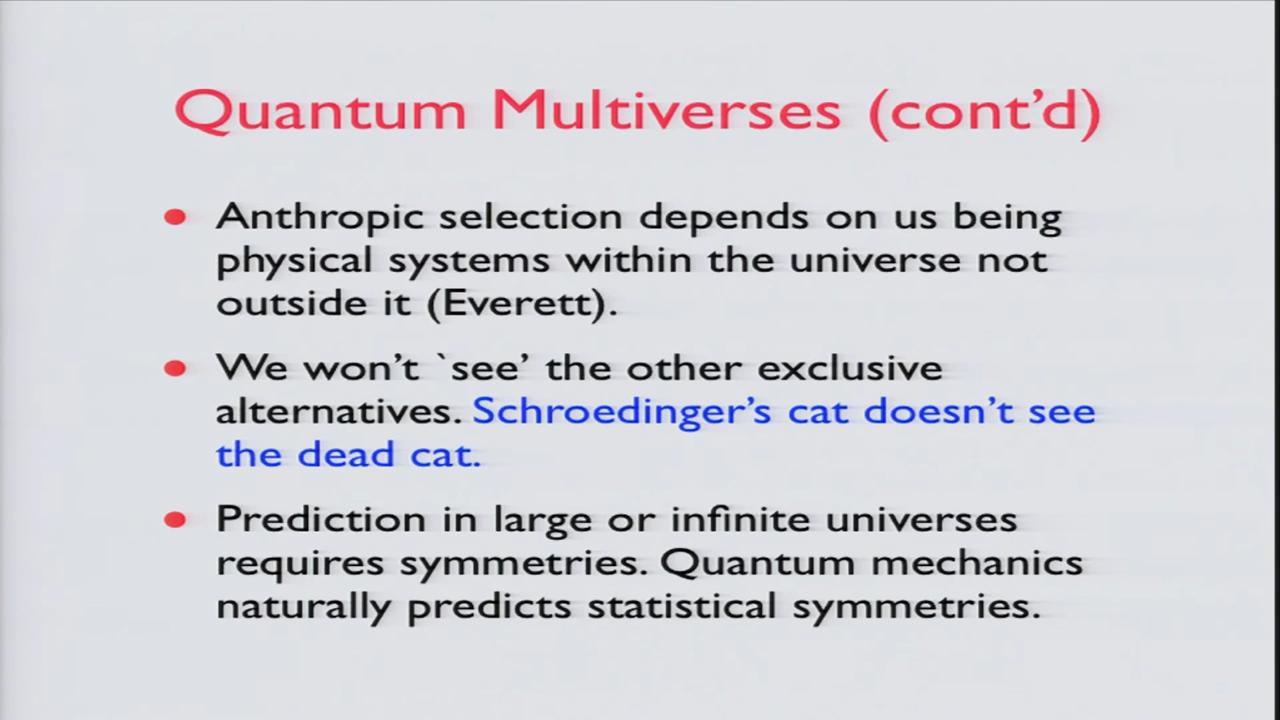 Quantum Multiverses (cont’d)
• Anthropic selection depends on us being
physical systems within the universe not
outside it (Everett).
• We won’t `see’ the other exclusive
alternatives. Schroedinger’s cat doesn’t see
the dead cat.
• Prediction in large or infinite universes
requires symmetries. Quantum mechanics
naturally predicts statistical symmetries.